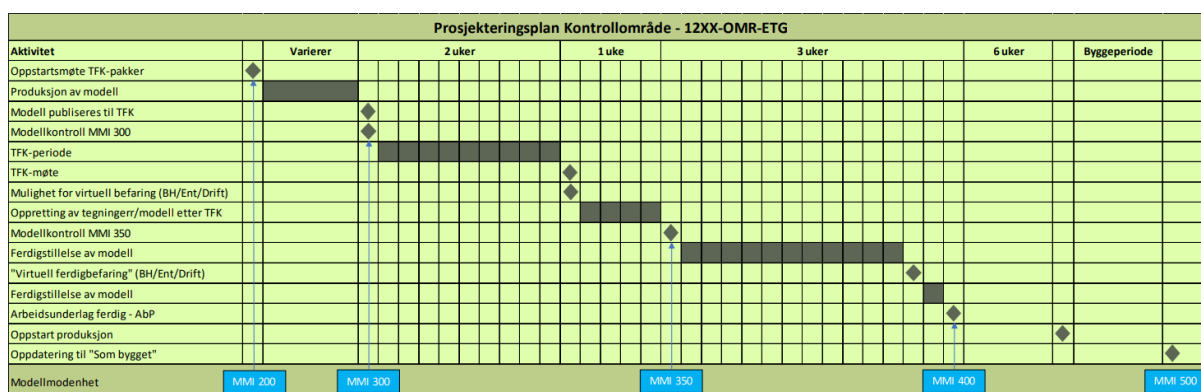 Prosjekteringsplan Kontrollområde - 12XX-OMR-ETG
Aktivitet Varierer 2 uker 1 uke 3 uker 6 uker Byggeperiode
Oppstartsmøte TFK-pakker
Produksjon av modell
Modell publiseres til TFK
Modellkontroll MMI 300
TFK-periode
TFK-møte
Mulighet for virtuell befaring (BH/Ent/Drift)
Oppretting av tegningerr/modell etter TFK
Modellkontroll MMI 350
Ferdigstillelse av modell
"Virtuell ferdigbefaring" (BH/Ent/Drift)
Ferdigstillelse av modell
Arbeidsunderlag ferdig - AbP
Oppstart produksjon
Oppdatering til "Som bygget"
Modellmodenhet MMI 200 MMI 300 MMI 350 MMI 400 MMI 500